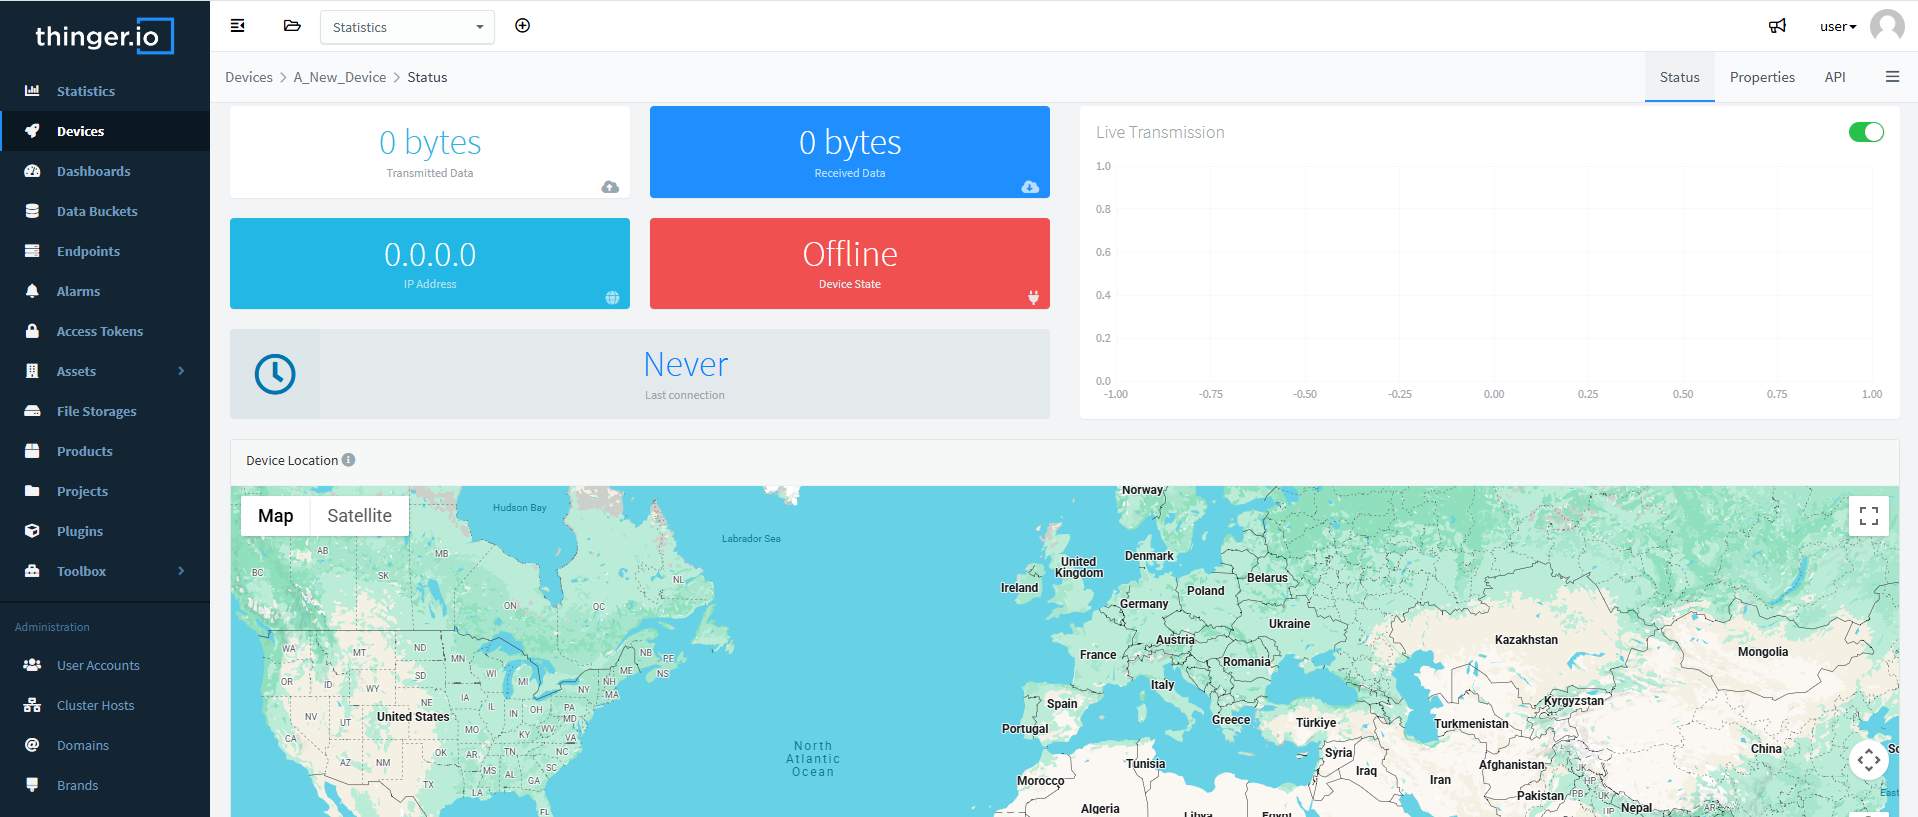 thinger.io
Statistics
user
Statistics
Devices
Dashboards
Data Buckets
Endpoints
Alarms
Access Tokens
Assets
File Storages
Products
Projects
Plugins
Toolbox
Administration
User Accounts
Cluster Hosts
Domains
Brands
Devices > A_New_Device > Status
Status Properties API
0 bytes
Transmitted Data
0 bytes
Received Data
0.0.0.0
IP Address
Offline
Device State
Never
Last connection
Live Transmission
1.0
0.8
0.6
0.4
0.2
0.0
-1.00 -0.75 -0.50 -0.25 0.00 0.25 0.50 0.75 1.00
Device Location
Map Satellite
Hudson Bay
Labrador Sea
AB
MB
BC
SK
NL
ON
QC
WA
MT
ND
MN
NB
PE
OR
ID
WY
SD
WI
MI
ME
NS
NH
NY
MA
NV
UT
NE
IA
IL
IN
OH
PA
MD
United States
CA
MO
KY
WV
VA
AZ
NM
OK
AR
TN
NC
SC
TX
MS
AL
GA
LA
FL
North
Atlantic
Ocean
Norway
Denmark
United
Kingdom
Ireland
Belarus
Poland
Germany
Ukraine
Austria
France
Romania
Italy
Spain
Portugal
Greece
Türkiye
Kazakhstan
Mongolia
Kyrgyzstan
Turkmenistan
China
Syria
Iraq
Iran
Afghanistan
Pakistan
Nepal
Tunisia
Morocco
Algeria
Libya
Egypt
JK
HP
PB
UK
UP
AR
East